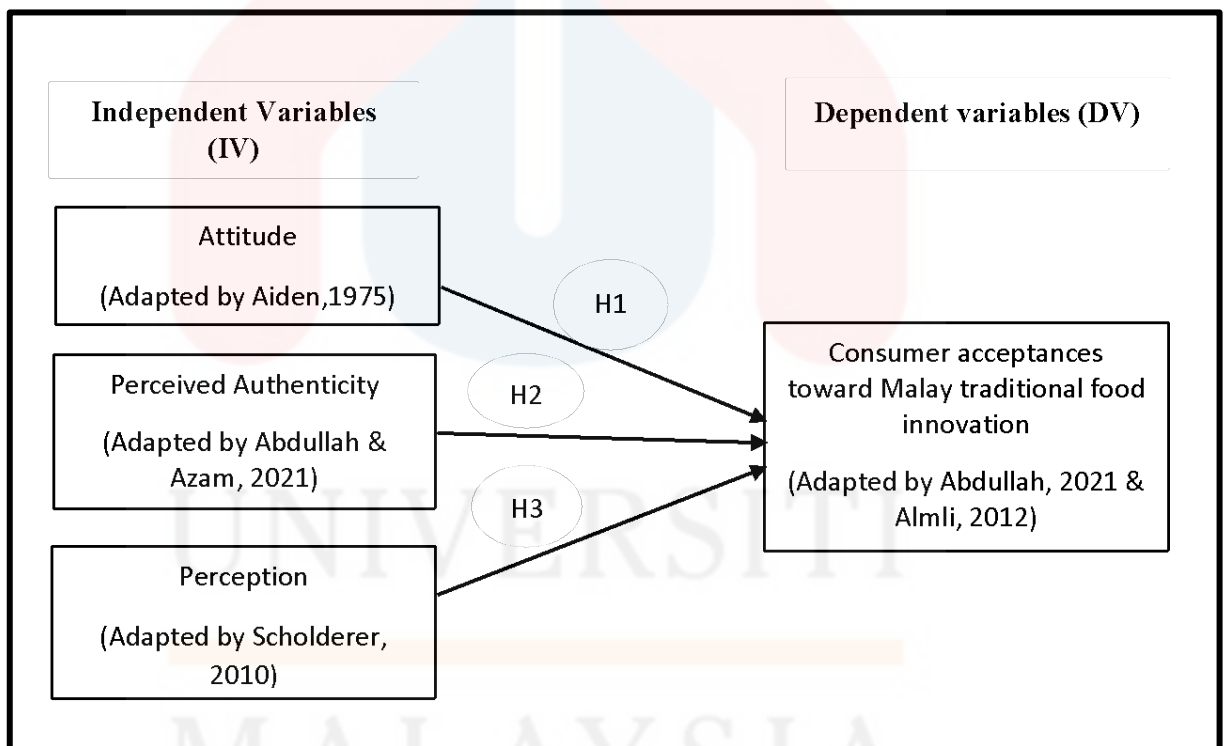 Independent Variables
(IV)
Dependent variables (DV)
Attitude
(Adapted by Aiden,1975)
H1
Perceived Authenticity
(Adapted by Abdullah &
Azam, 2021)
H2
Consumer acceptances
toward Malay traditional food
innovation
(Adapted by Abdullah, 2021 &
Almli, 2012)
H3
Perception
(Adapted by Scholderer,
2010)
UNIVERSITI
MALAYSIA